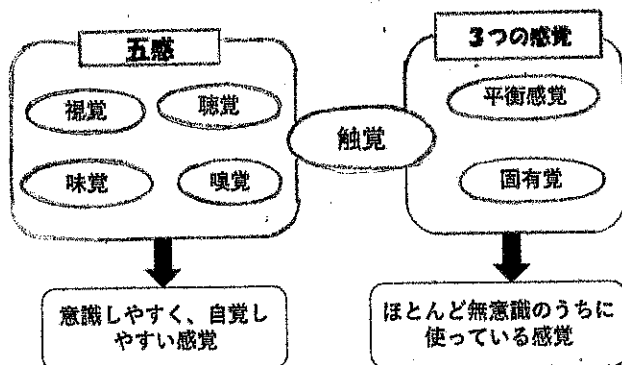 五感
3つの感覚
視覚
聴覚
平衡感覚
触覚
味覚
嗅覚
固有覚
意識しやすく、自覚し
やすい感覚
ほとんど無意識のうちに
使っている感覚